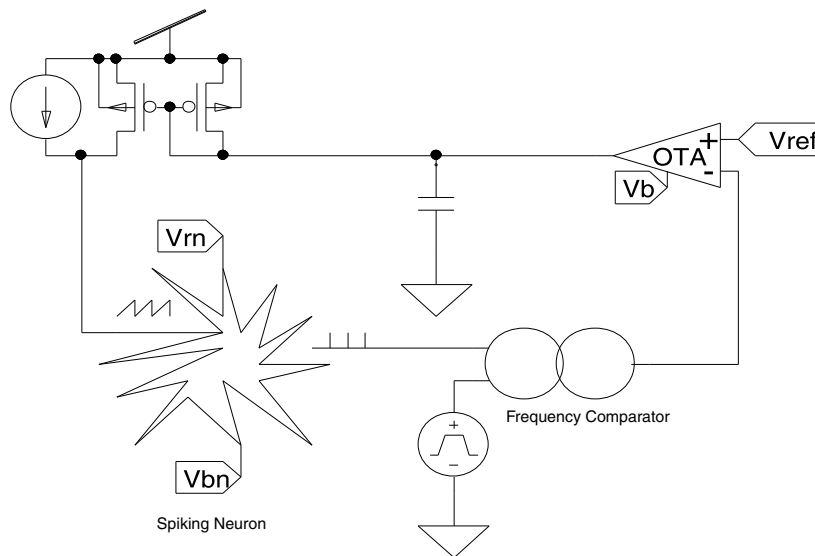 Vref
OTA
+
-
Vb
Vrn
Frequency Comparator
+
−
Vbn
Spiking Neuron